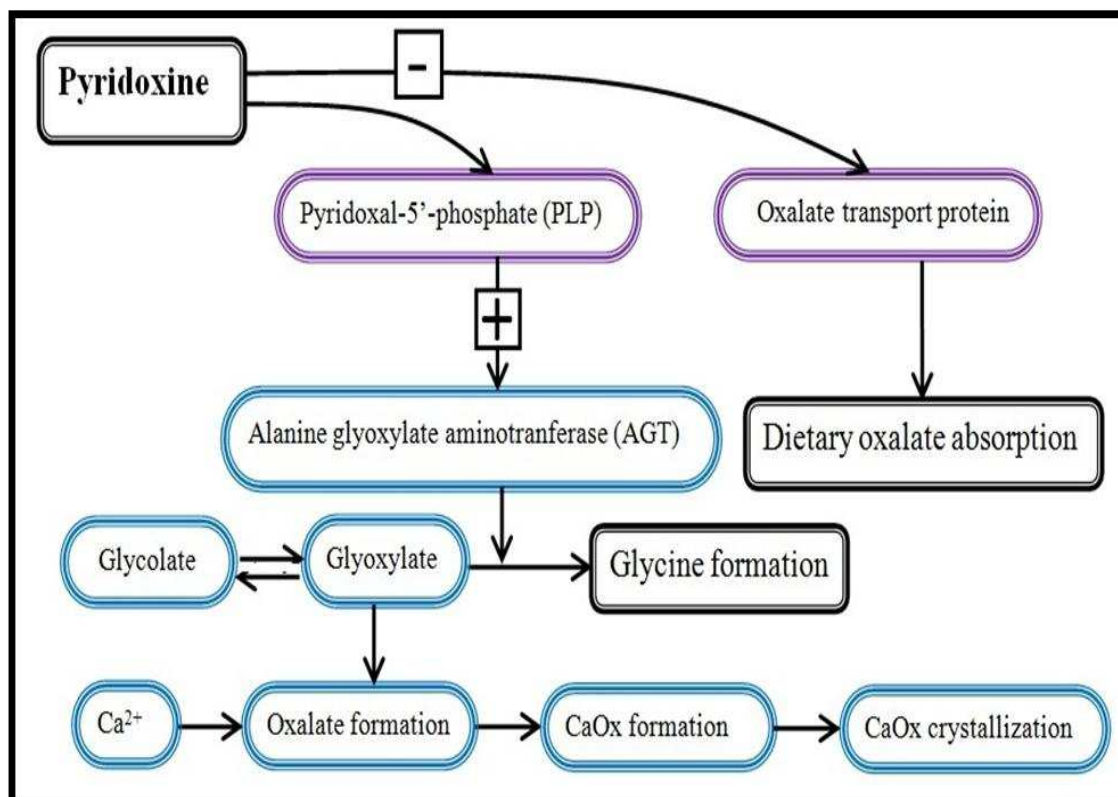 Pyridoxine
-
Pyridoxal-5’-phosphate (PLP)
Oxalate transport protein
+
Alanine glyoxylate aminotranferase (AGT)
Dietary oxalate absorption
Glycolate
Glyoxylate
Glycine formation
Ca²⁺
Oxalate formation
CaOx formation
CaOx crystallization